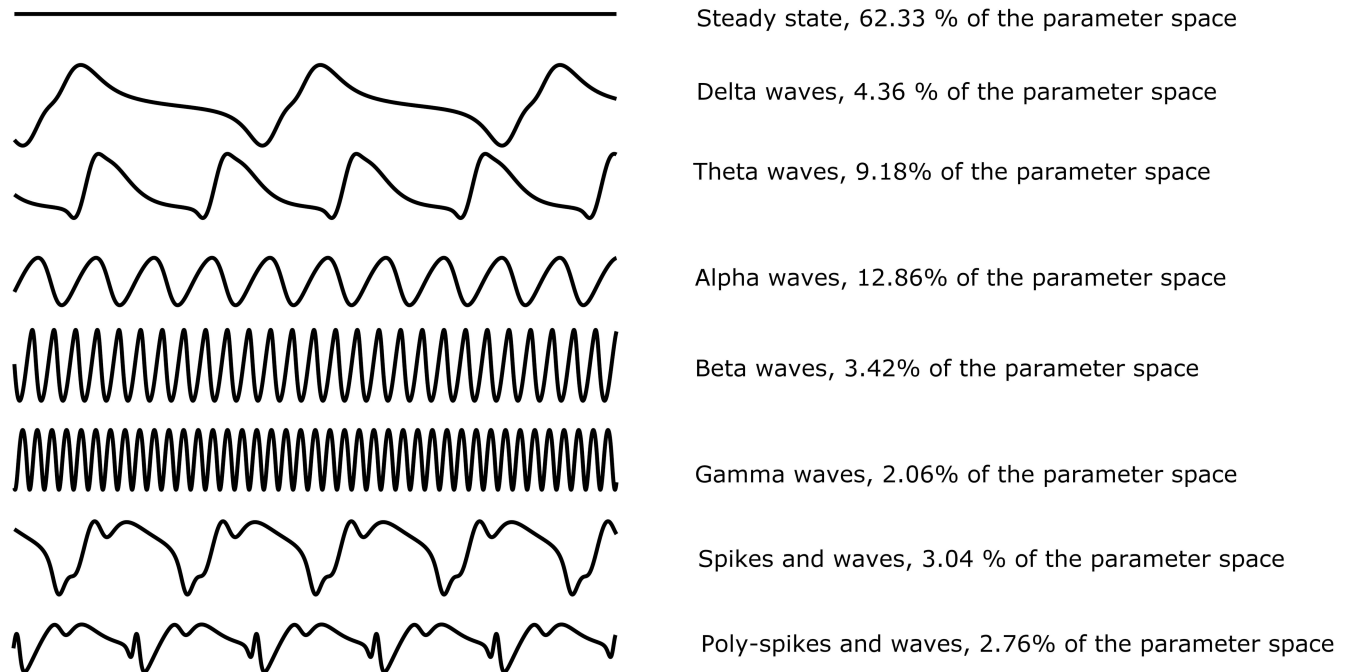 Steady state, 62.33 % of the parameter space
Delta waves, 4.36 % of the parameter space
Theta waves, 9.18% of the parameter space
Alpha waves, 12.86% of the parameter space
Beta waves, 3.42% of the parameter space
Gamma waves, 2.06% of the parameter space
Spikes and waves, 3.04 % of the parameter space
Poly-spikes and waves, 2.76% of the parameter space